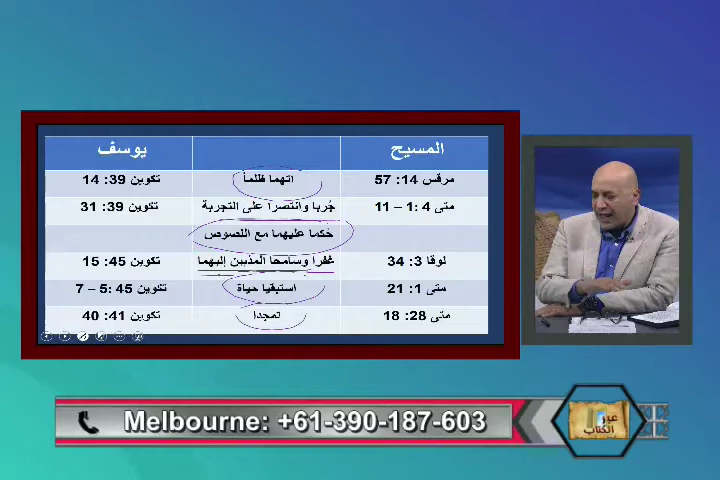 المسيح يوسف
مرقس 14: 57 اتهما ظلماً تكوين 39: 14
متى 4: 1 – 11 جُربا وانتصرا على التجربة تكوين 39: 31
حُكما عليهما مع اللصوص
لوقا 3: 34 غفرا وسامحا المذنبين إليهما تكوين 45: 15
متى 1: 21 استبقيا حياة تكوين 45: 5 – 7
متى 28: 18 تمجدا تكوين 41: 40
Melbourne: +61-390-187-603
عبر
الكتاب